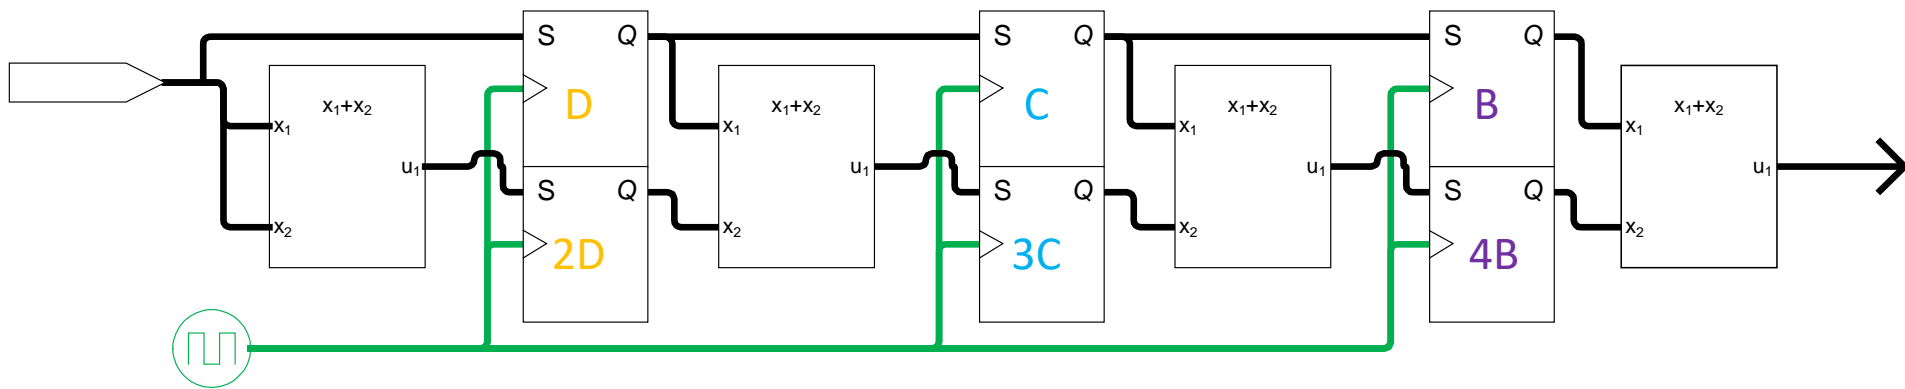 x₁+x₂
x₁
x₂
u₁
S
Q
D
S
Q
2D
x₁+x₂
x₁
x₂
u₁
S
Q
C
S
Q
3C
x₁+x₂
x₁
x₂
u₁
S
Q
B
S
Q
4B
x₁+x₂
x₁
x₂
u₁